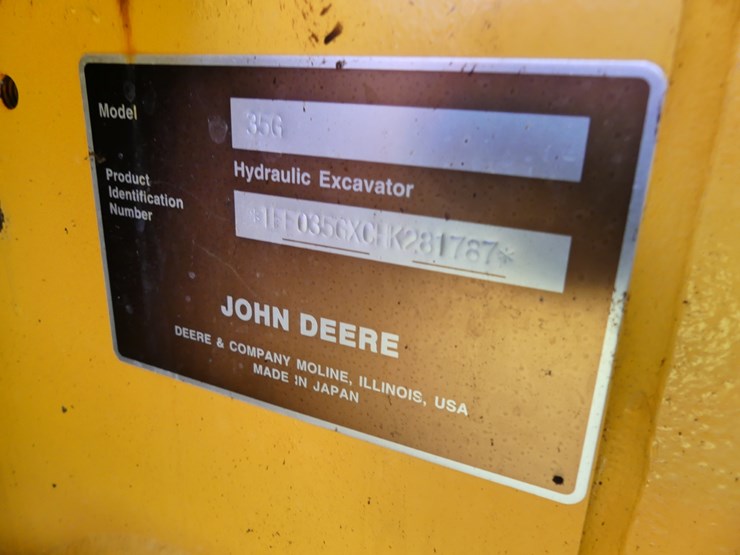 Model 35G
Hydraulic Excavator
Product
Identification
Number
*1FF035GXCHK281787*
JOHN DEERE
DEERE & COMPANY MOLINE, ILLINOIS, USA
MADE IN JAPAN